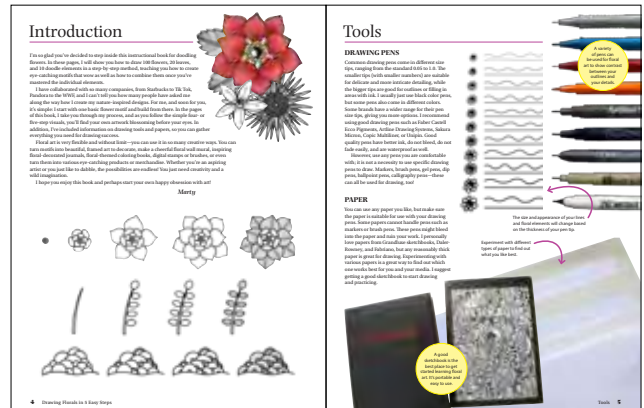 Introduction
I'm so glad you've decided to step inside this instructional book for doodling
flowers. In these pages, I will show you how to draw 100 flowers, 20 leaves,
and 10 doodle elements in a step-by-step method, teaching you how to create
eye-catching motifs that wow as well as how to combine them once you've
mastered the individual elements.
I have collaborated with so many companies, from Starbucks to Tik Tok,
Pandora to the WWF, and I can't tell you how many people have asked me
along the way how I create my nature-inspired designs. For me, and soon for you,
it's simple: I start with one basic flower motif and build from there. In the pages
of this book, I take you through my process, and as you follow the simple four- or
five-step visuals, you'll find your own artwork blossoming before your eyes. In
addition, I've included information on drawing tools and papers, so you can gather
everything you need for drawing success.
Floral art is very flexible and without limit—you can use it in so many creative ways. You can
turn motifs into beautiful, framed art to decorate, make a cheerful floral wall mural, inspiring
floral-decorated journals, floral-themed coloring books, digital stamps or brushes, or even
turn them into various eye-catching products or merchandise. Whether you're an aspiring
artist or you just like to dabble, the possibilities are endless! You just need creativity and a
wild imagination.
I hope you enjoy this book and perhaps start your own happy obsession with art!
Marty
4 Drawing Florals in 4 Easy Steps
Tools
DRAWING PENS
Common drawing pens come in different size
tips, ranging from the standard 0.05 to 1.0. The
smaller tips (with smaller numbers) are suitable
for delicate and more intricate detailing, while
the bigger tips are good for outlines or filling in
areas with ink. I usually just use black color pens,
but some pens also come in different colors.
Some brands have a wider range for their pen
size tips, giving you more options. I recommend
using good drawing pens such as Faber Castell
Ecco Pigments, Artline Drawing Systems, Sakura
Micron, Copic Multiliner, or Unipin. Good
quality pens have better ink, do not bleed, do not
fade easily, and are waterproof as well.
However, use any pens you are comfortable
with; it is not a necessity to use specific drawing
pens to draw. Markers, brush pens, gel pens, dip
pens, ballpoint pens, calligraphy pens—these
can all be used for drawing, too!
PAPER
You can use any paper you like, but make sure
the paper is suitable for use with your drawing
pens. Some papers cannot handle pens such as
markers or brush pens. These pens might bleed
into the paper and ruin your work. I personally
love papers from Grandluxe sketchbooks, Daler-
Rowney, and Fabriano, but any reasonably thick
paper is great for drawing. Experimenting with
various papers is a great way to find out which
one works best for you and your media. I suggest
getting a good sketchbook to start drawing
and practicing.
A variety
of pens can
be used for floral
art to show contrast
between your
outlines and
your details.
The size and appearance of your lines
and floral elements will change based
on the thickness of your pen tip.
Experiment with different
types of paper to find out
what you like best.
A good
sketchbook is the
best place to get
started learning floral
art. It's portable and
easy to use.
Tools 5